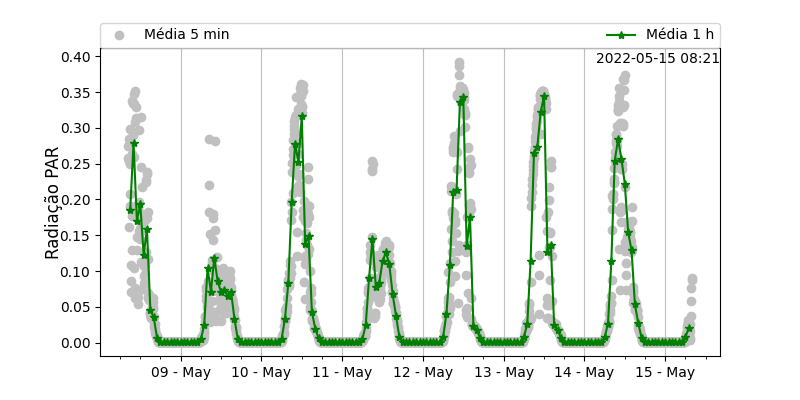 Média 5 min
Média 1 h
2022-05-15 08:21
Radiação PAR
0.40
0.35
0.30
0.25
0.20
0.15
0.10
0.05
0.00
09 - May
10 - May
11 - May
12 - May
13 - May
14 - May
15 - May